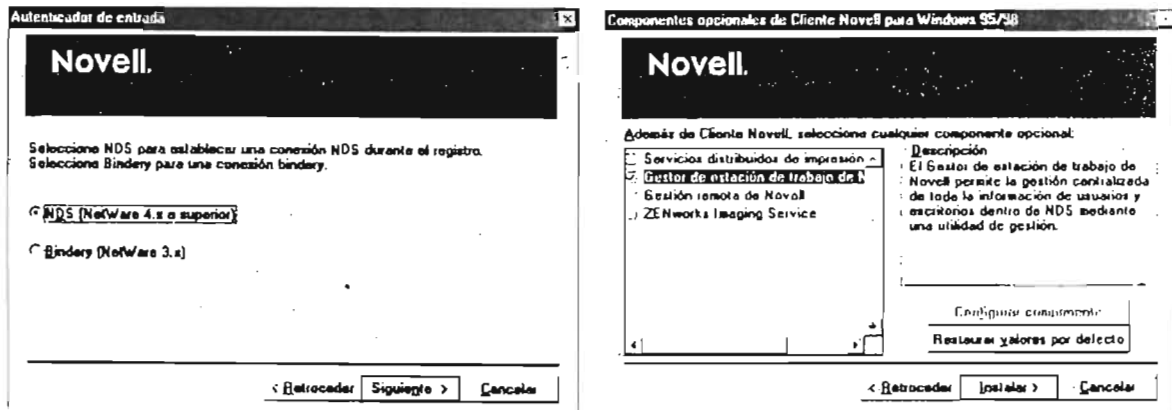 Autenticador de entrada
Novell.
Seleccione NDS para establecer una conexión NDS durante el registro.
Seleccione Bindery para una conexión bindery.
NDS (NetWare 4.x o superior)
Bindery (NetWare 3.x)
< Retroceder
Siguiente >
Cancelar
Componentes opcionales de Cliente Novell para Windows 95/98
Novell.
Además de Cliente Novell, seleccione cualquier componente opcional:
Servicios distribuidos de impresión
Gestor de estación de trabajo de N
Gestión remota de Novell
ZENworks Imaging Service
Descripción
El Gestor de estación de trabajo de
Novell permite la gestión centralizada
de toda la información de usuarios y
escritorios dentro de NDS mediante
una utilidad de gestión.
Configurar componente
Restaurar valores por defecto
< Retroceder
Instalar >
Cancelar